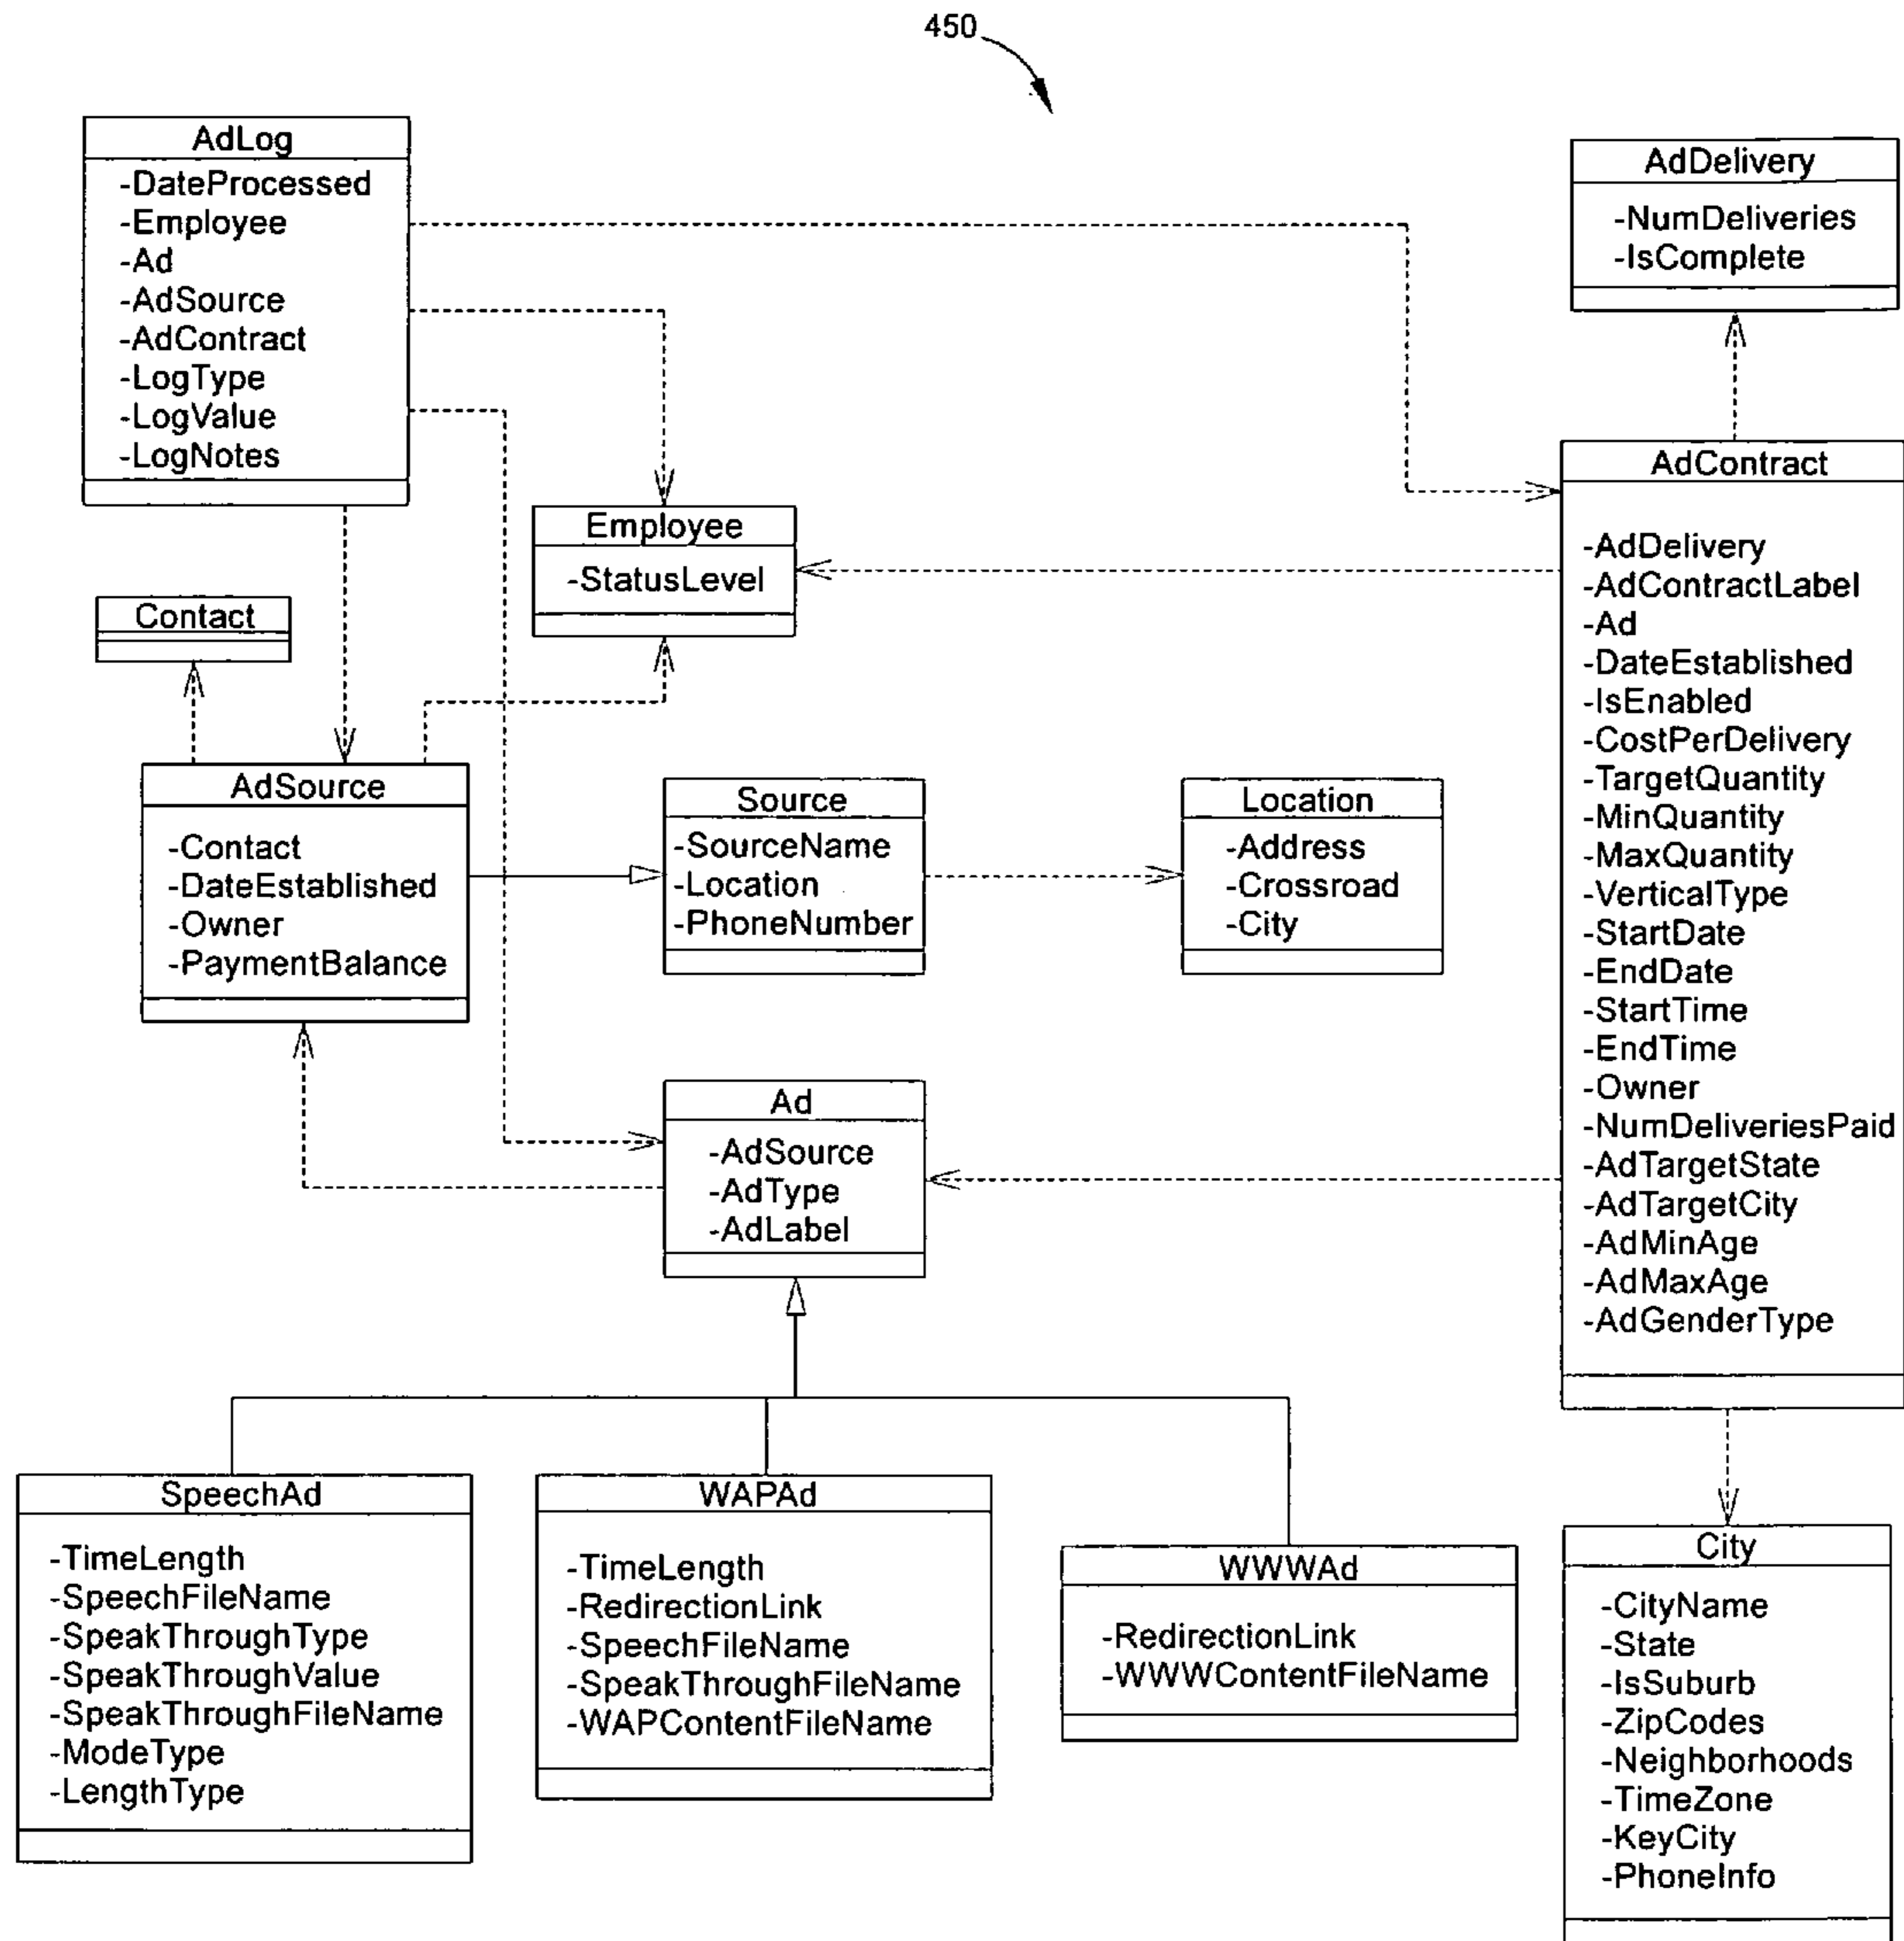 450
AdLog
-DateProcessed
-Employee
-Ad
-AdSource
-AdContract
-LogType
-LogValue
-LogNotes
AdDelivery
-NumDeliveries
-IsComplete
AdContract
-AdDelivery
-AdContractLabel
-Ad
-DateEstablished
-IsEnabled
-CostPerDelivery
-TargetQuantity
-MinQuantity
-MaxQuantity
-VerticalType
-StartDate
-EndDate
-StartTime
-EndTime
-Owner
-NumDeliveriesPaid
-AdTargetState
-AdTargetCity
-AdMinAge
-AdMaxAge
-AdGenderType
Employee
-StatusLevel
Contact
AdSource
-Contact
-DateEstablished
-Owner
-PaymentBalance
Source
-SourceName
-Location
-PhoneNumber
Location
-Address
-Crossroad
-City
Ad
-AdSource
-AdType
-AdLabel
SpeechAd
-TimeLength
-SpeechFileName
-SpeakThroughType
-SpeakThroughValue
-SpeakThroughFileName
-ModeType
-LengthType
WAPAd
-TimeLength
-RedirectionLink
-SpeechFileName
-SpeakThroughFileName
-WAPContentFileName
WWWAd
-RedirectionLink
-WWWContentFileName
City
-CityName
-State
-IsSuburb
-ZipCodes
-Neighborhoods
-TimeZone
-KeyCity
-PhoneInfo